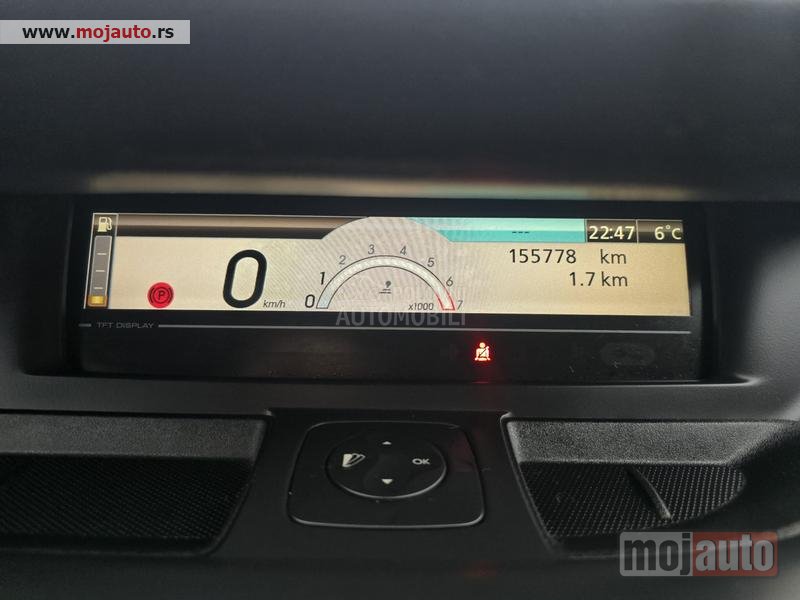 www.mojauto.rs
--- 22:47 6°C
155778 km
1.7 km
0 km/h
0 1 2 3 4 5 6 7
x1000
P
AUTOMOBILI
TFT DISPLAY
OK
mojauto